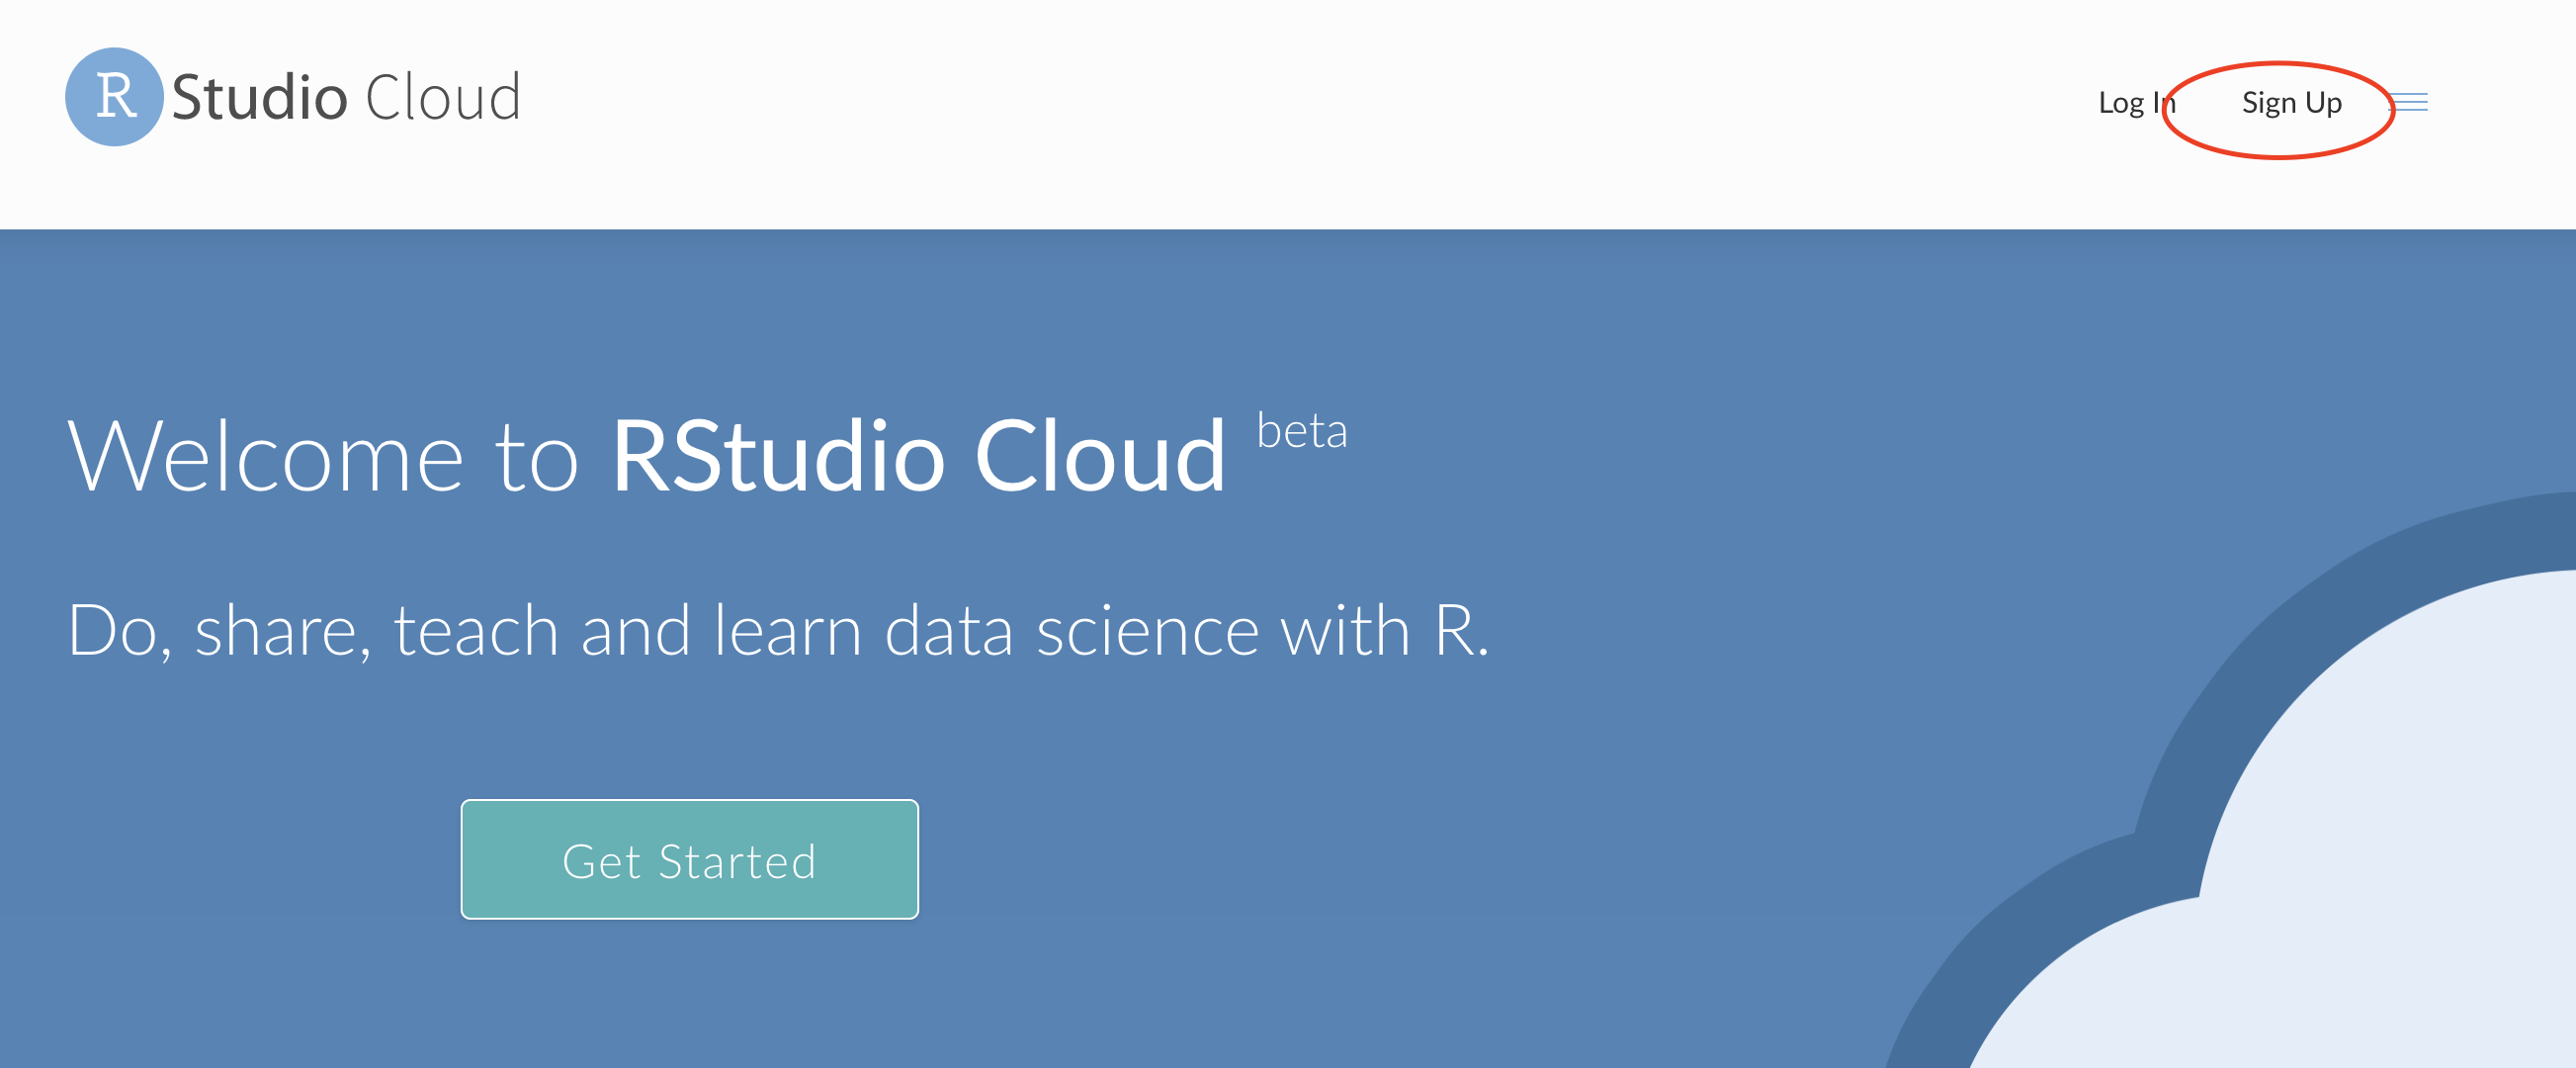 R Studio Cloud
Log In Sign Up
Welcome to RStudio Cloud beta
Do, share, teach and learn data science with R.
Get Started